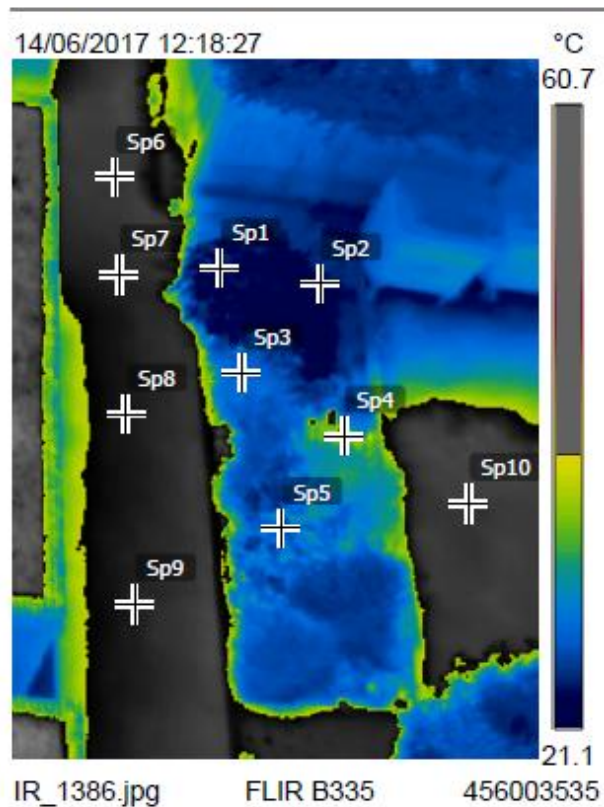 14/06/2017 12:18:27 °C
60.7
Sp6
Sp1
Sp7
Sp2
Sp3
Sp8
Sp4
Sp10
Sp5
Sp9
21.1
IR_1386.jpg FLIR B335 456003535